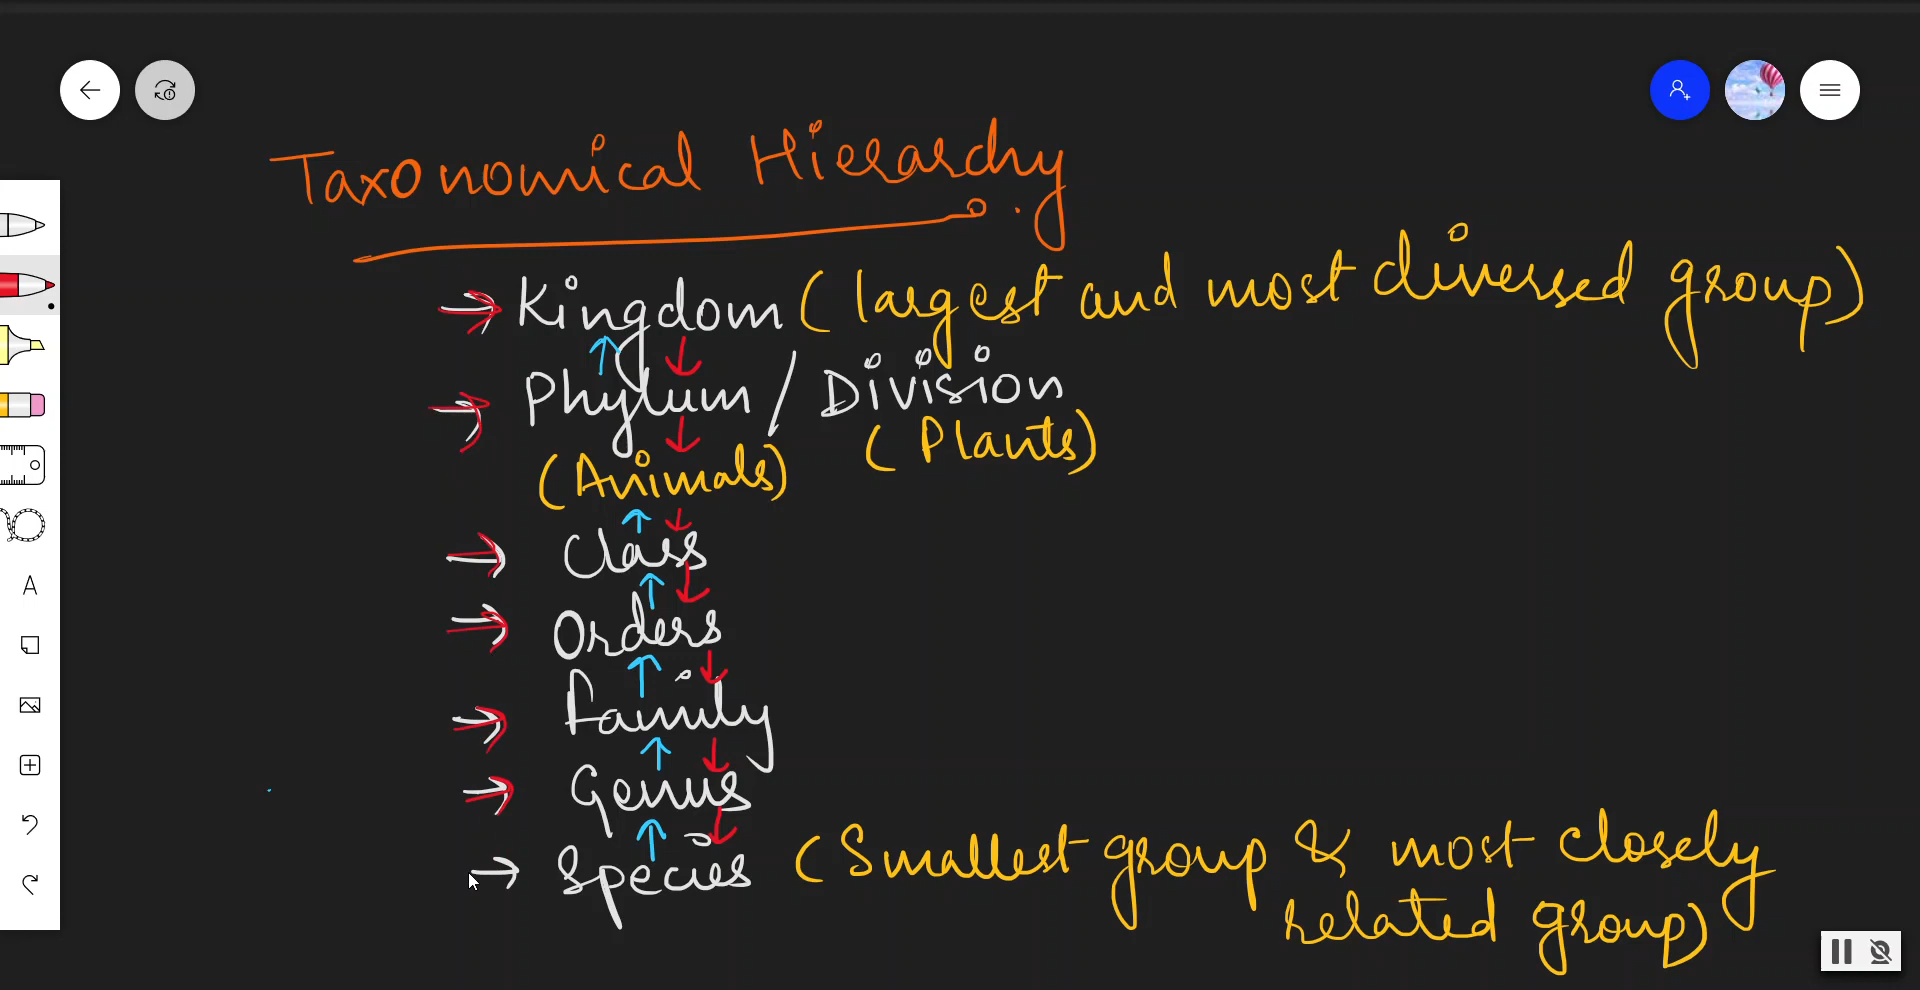 Taxonomical Hierarchy
→ Kingdom (largest and most diversed group)
→ Phylum / Division
(Animals) (Plants)
→ Class
→ Orders
→ family
→ Genus
→ Species (Smallest group & most closely
related group)
A